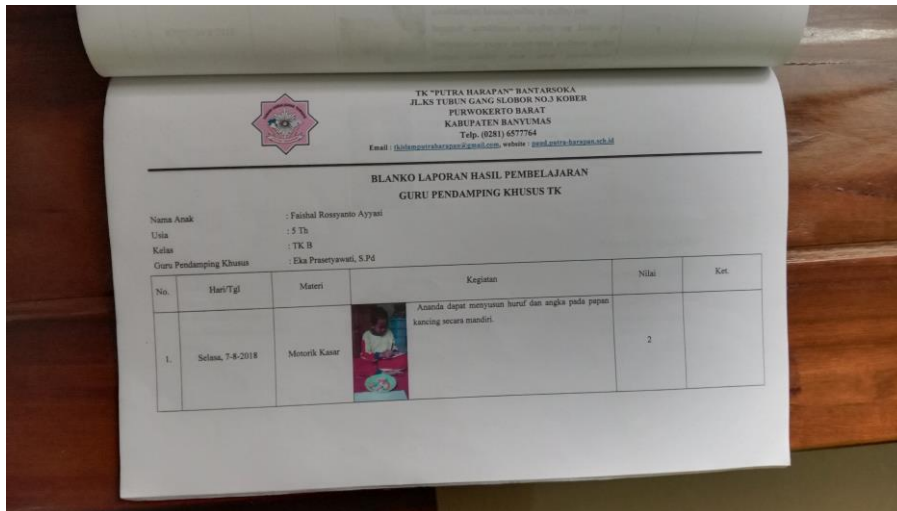 TK "PUTRA HARAPAN" BANTARSOKA
JL.KS TUBUN GANG SLOBOR NO.3 KOBER
PURWOKERTO BARAT
KABUPATEN BANYUMAS
Telp. (0281) 6577764
Email : tkislamputraharapan@gmail.com, website : paud.putra-harapan.sch.id
BLANKO LAPORAN HASIL PEMBELAJARAN
GURU PENDAMPING KHUSUS TK
Nama Anak : Faishal Rossyanto Ayyasi
Usia : 5 Th
Kelas : TK B
Guru Pendamping Khusus : Eka Prasetyawati, S.Pd
No. Hari/Tgl Materi Kegiatan Nilai Ket.
1. Selasa, 7-8-2018 Motorik Kasar Ananda dapat menyusun huruf dan angka pada papan
kancing secara mandiri. 2